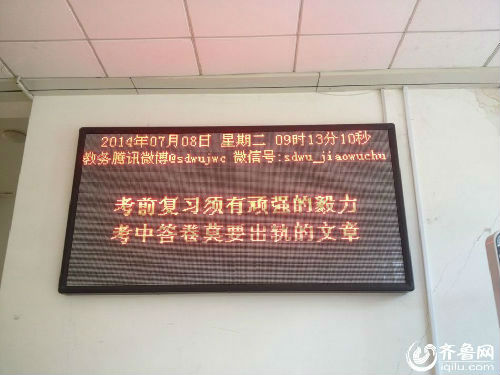 2014年07月08日 星期二 09时13分10秒
教务腾讯微博@sdwujwc 微信号:sdwu_jiaowuchu
考前复习须有顽强的毅力
考中答卷莫要出轨的文章
齐鲁网
iqilu.com